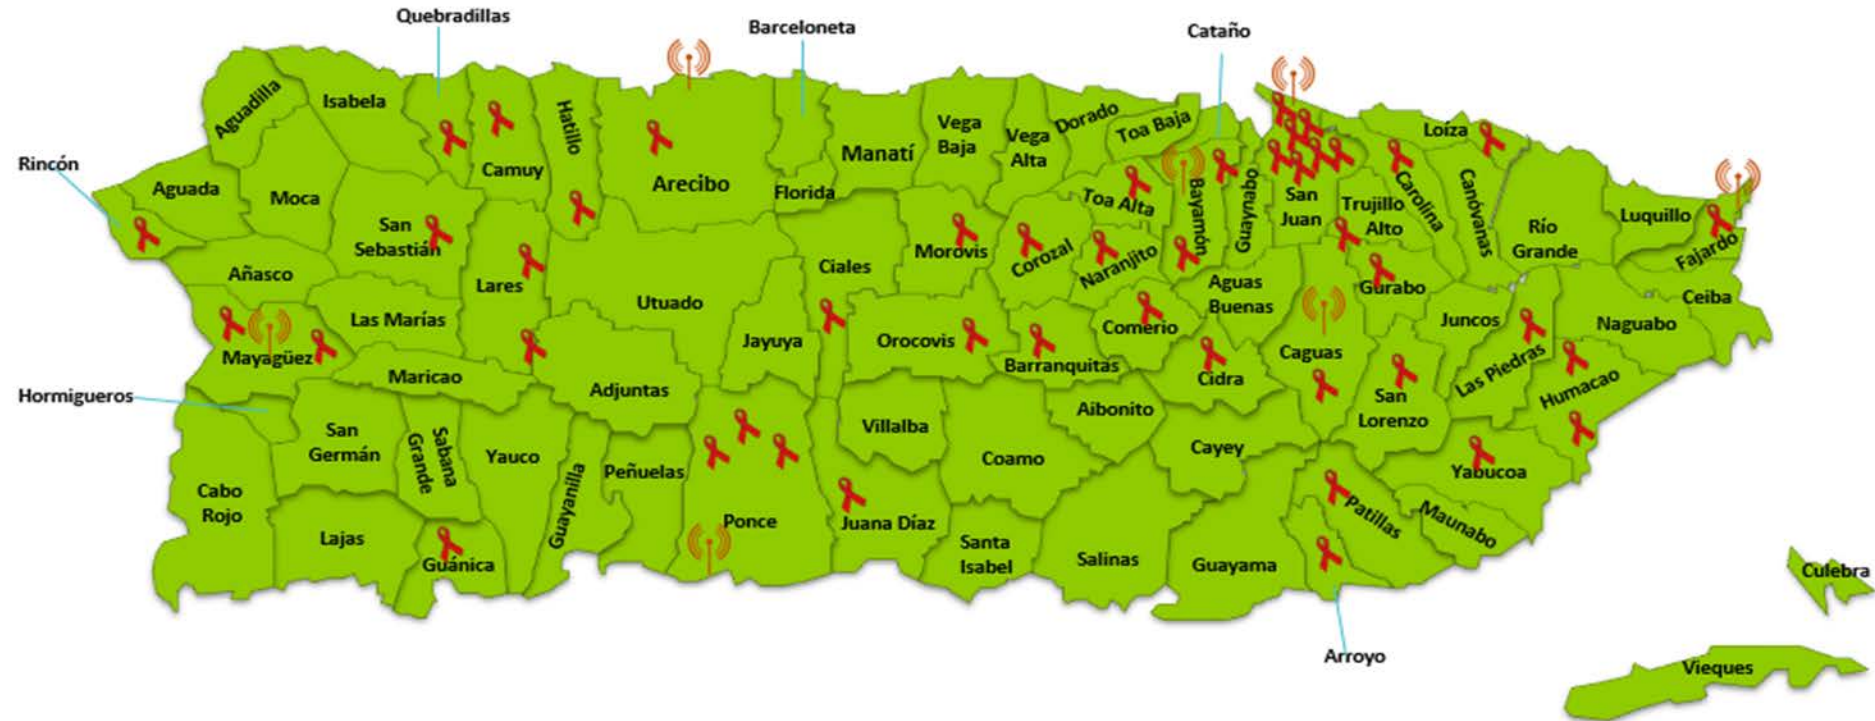 Quebradillas
Barceloneta
Cataño
Rincón
Aguadilla
Isabela
Camuy
Hatillo
Arecibo
Florida
Manatí
Vega
Baja
Vega
Alta
Dorado
Toa Baja
Toa Alta
Bayamón
Guaynabo
San
Juan
Trujillo
Alto
Carolina
Loíza
Canóvanas
Río
Grande
Luquillo
Fajardo
Ceiba
Aguada
Moca
San
Sebastián
Añasco
Lares
Utuado
Ciales
Morovis
Corozal
Naranjito
Aguas
Buenas
Gurabo
Juncos
Naguabo
Las Marías
Mayagüez
Maricao
Adjuntas
Jayuya
Orocovis
Barranquitas
Comerio
Cidra
Caguas
San
Lorenzo
Las Piedras
Humacao
Hormigueros
San
Germán
Sabana
Grande
Yauco
Guayanilla
Peñuelas
Ponce
Villalba
Juana Díaz
Coamo
Aibonito
Cayey
Yabucoa
Cabo
Rojo
Lajas
Guánica
Santa
Isabel
Salinas
Guayama
Patillas
Maunabo
Arroyo
Culebra
Vieques